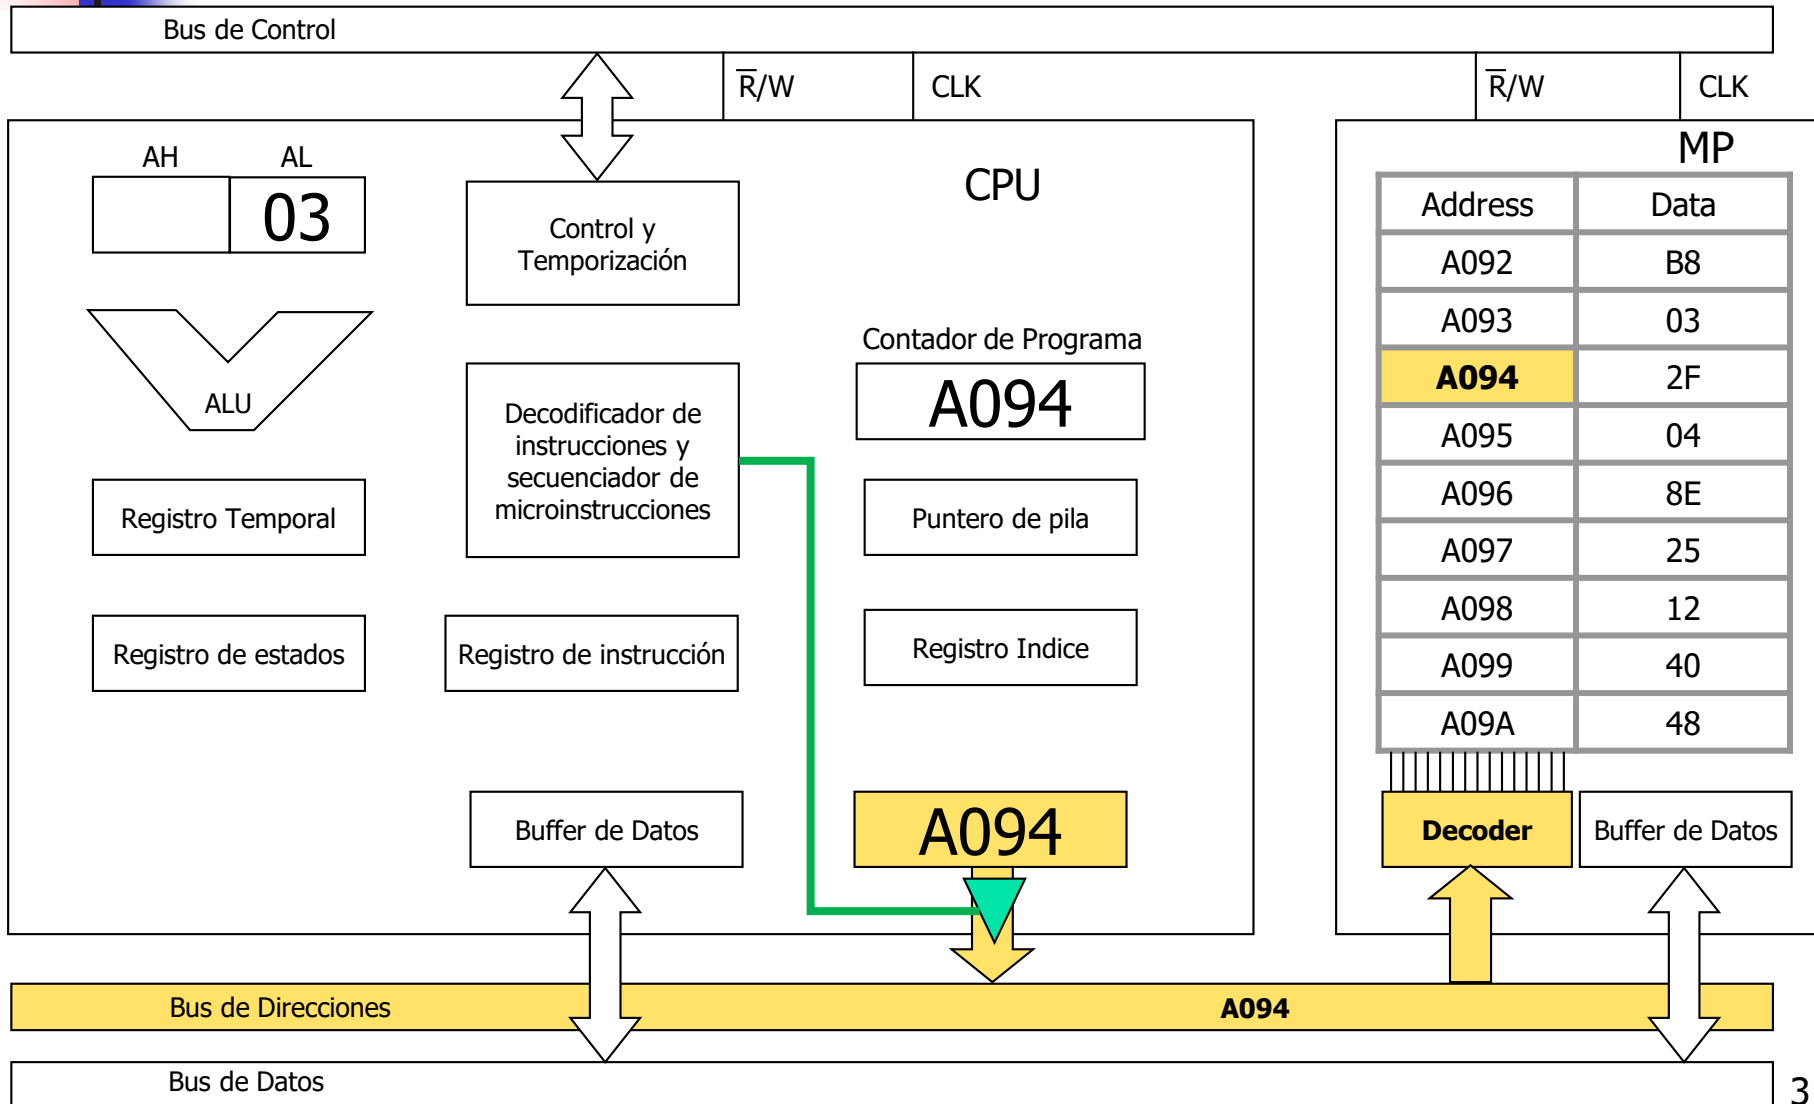 Bus de Control
R̅/W
CLK
R̅/W
CLK
AH
AL
03
Control y
Temporización
CPU
ALU
Decodificador de
instrucciones y
secuenciador de
microinstrucciones
Contador de Programa
A094
Registro Temporal
Puntero de pila
Registro de estados
Registro de instrucción
Registro Indice
Buffer de Datos
A094
MP
Address Data
A092 B8
A093 03
A094 2F
A095 04
A096 8E
A097 25
A098 12
A099 40
A09A 48
Decoder
Buffer de Datos
Bus de Direcciones
A094
Bus de Datos
3